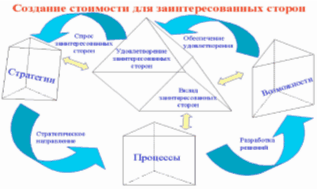 Создание стоимости для заинтересованных сторон
Спрос
заинтересованных
сторон
Обеспечение
удовлетворения
Удовлетворение
заинтересованных
сторон
Стратегии
Вклад
заинтересованных
сторон
Возможности
Стратегическое
направление
Процессы
Разработка
решений